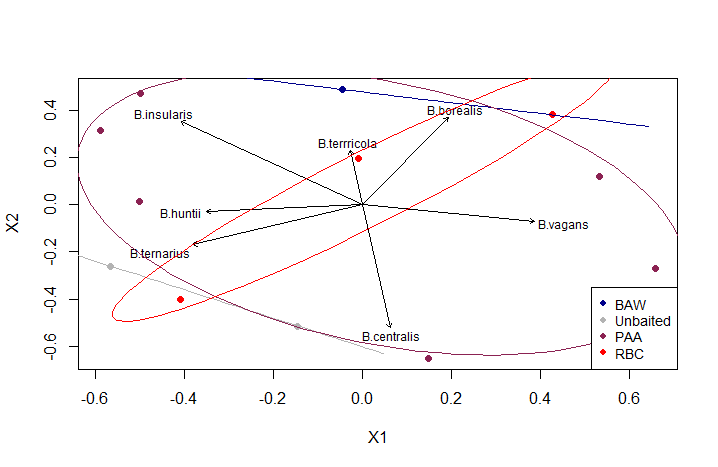 0.4
0.2
0.0
-0.2
-0.4
-0.6
X2
B.insularis
B.borealis
B.terrricola
B.huntii
B.vagans
B.ternarius
B.centralis
BAW
Unbaited
PAA
RBC
-0.6 -0.4 -0.2 0.0 0.2 0.4 0.6
X1